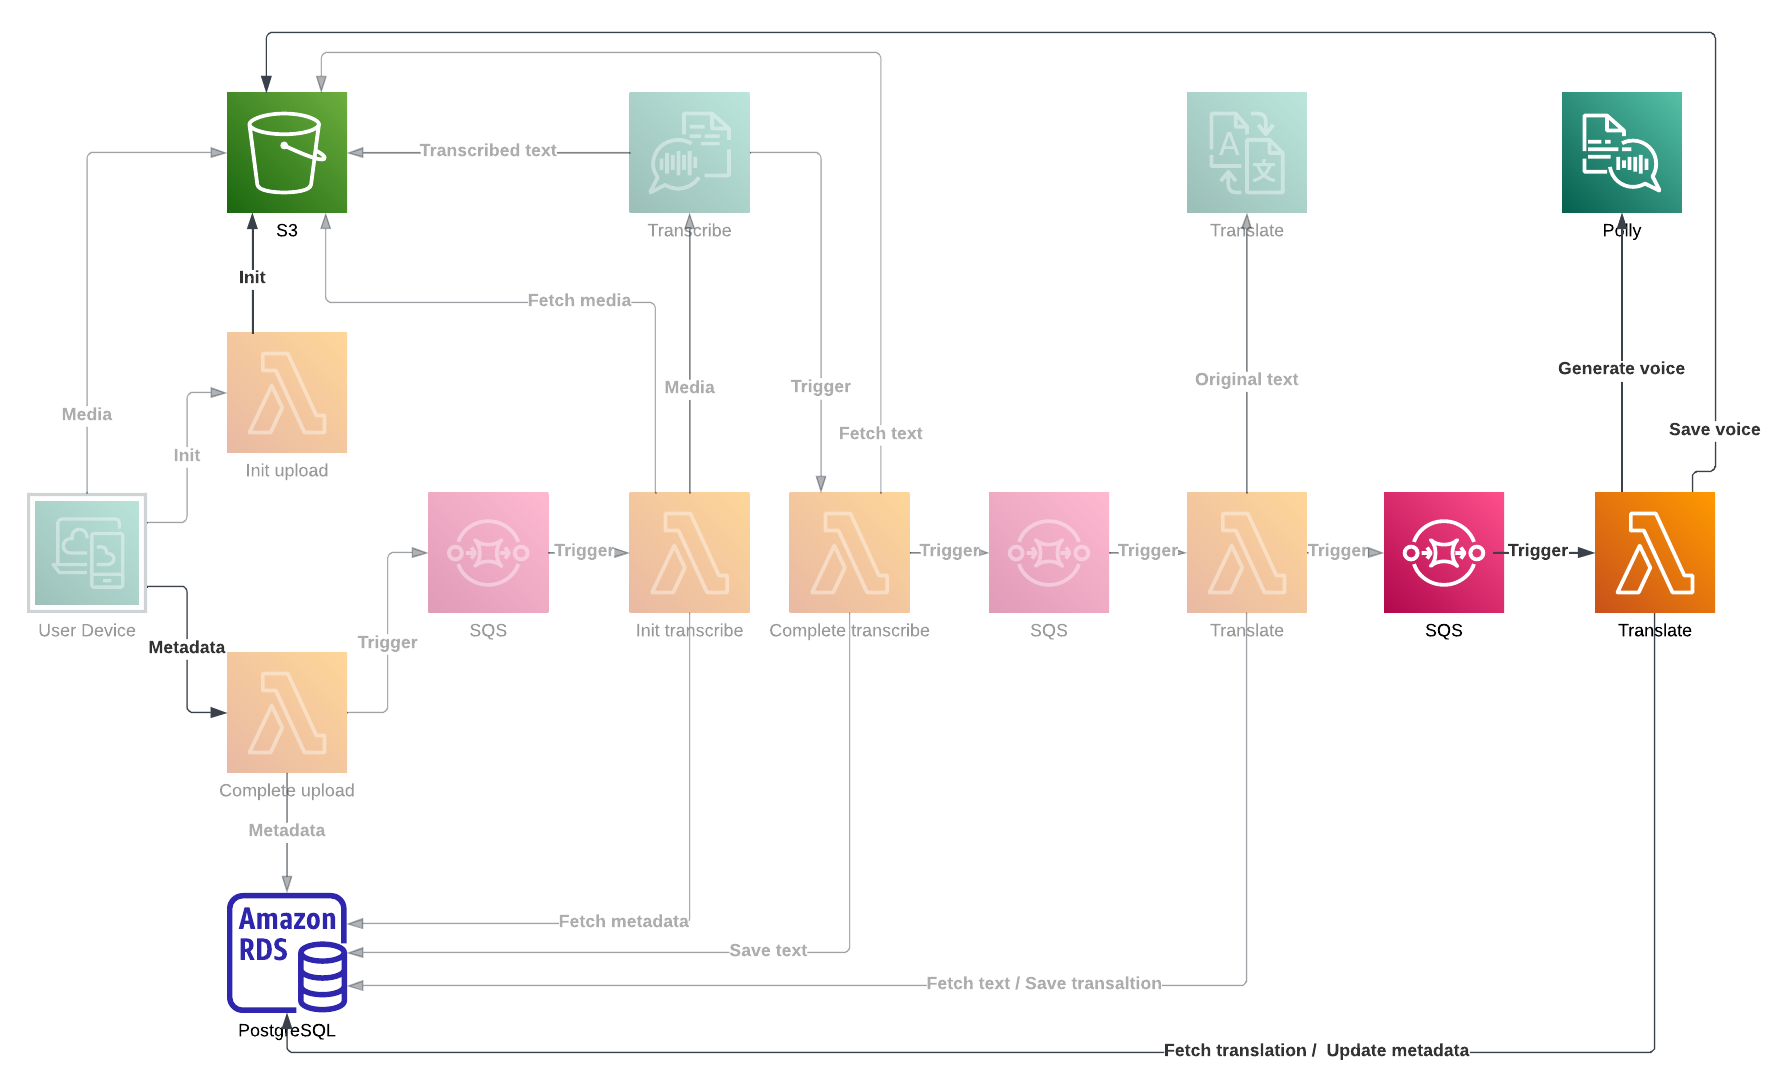 S3
Transcribed text
Transcribe
Translate
Polly
Init
Fetch media
Generate voice
Original text
Trigger
Media
Media
Save voice
Fetch text
Init
Init upload
Trigger
Trigger
Trigger
Trigger
Trigger
User Device
SQS
Init transcribe
Complete transcribe
SQS
Translate
SQS
Translate
Metadata
Trigger
Complete upload
Metadata
Amazon
RDS
Fetch metadata
Save text
Fetch text / Save transaltion
PostgreSQL
Fetch translation / Update metadata
A
文